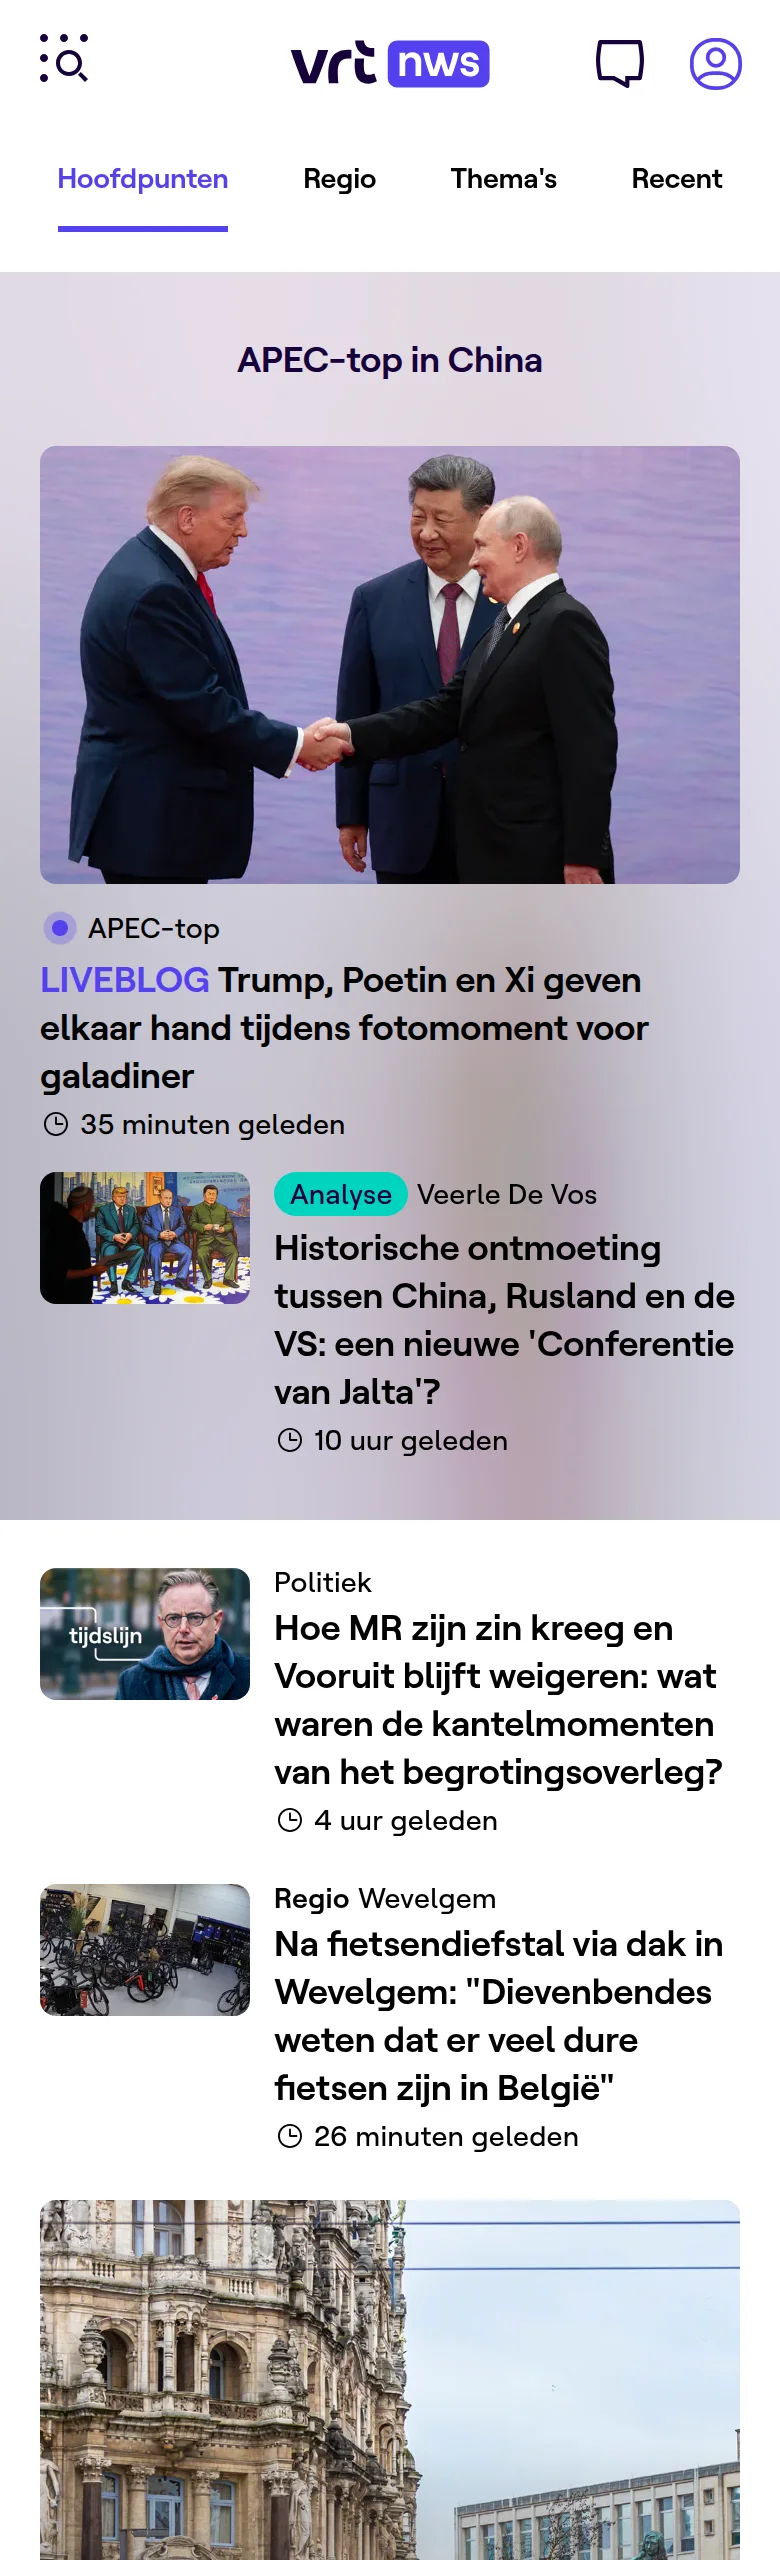 vrt nws
Hoofdpunten Regio Thema's Recent
APEC-top in China
APEC-top
LIVEBLOG Trump, Poetin en Xi geven
elkaar hand tijdens fotomoment voor
galadiner
35 minuten geleden
Analyse Veerle De Vos
Historische ontmoeting
tussen China, Rusland en de
VS: een nieuwe 'Conferentie
van Jalta'?
10 uur geleden
tijdslijn
Politiek
Hoe MR zijn zin kreeg en
Vooruit blijft weigeren: wat
waren de kantelmomenten
van het begrotingsoverleg?
4 uur geleden
Regio Wevelgem
Na fietsendiefstal via dak in
Wevelgem: "Dievenbendes
weten dat er veel dure
fietsen zijn in België"
26 minuten geleden